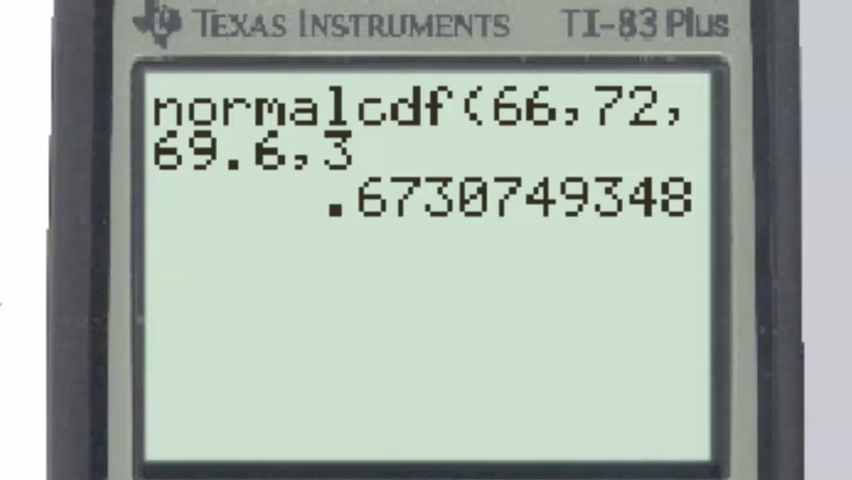 TEXAS INSTRUMENTS TI-83 Plus
normalcdf(66,72,
69.6,3
.6730749348